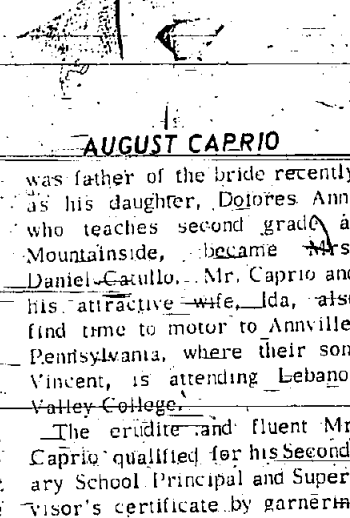 AUGUST CAPRIO
was father of the bride recently
as his daughter, Dolores Ann
who teaches second grade a
Mountainside, became Mrs
Daniel Catullo. Mr. Caprio and
his attractive wife, Ida, als
find time to motor to Annville
Pennsylvania, where their son
Vincent, is attending Lebano
Valley College.
The erudite and fluent Mr
Caprio qualified for his Second
ary School Principal and Super
visor's certificate by garnerin